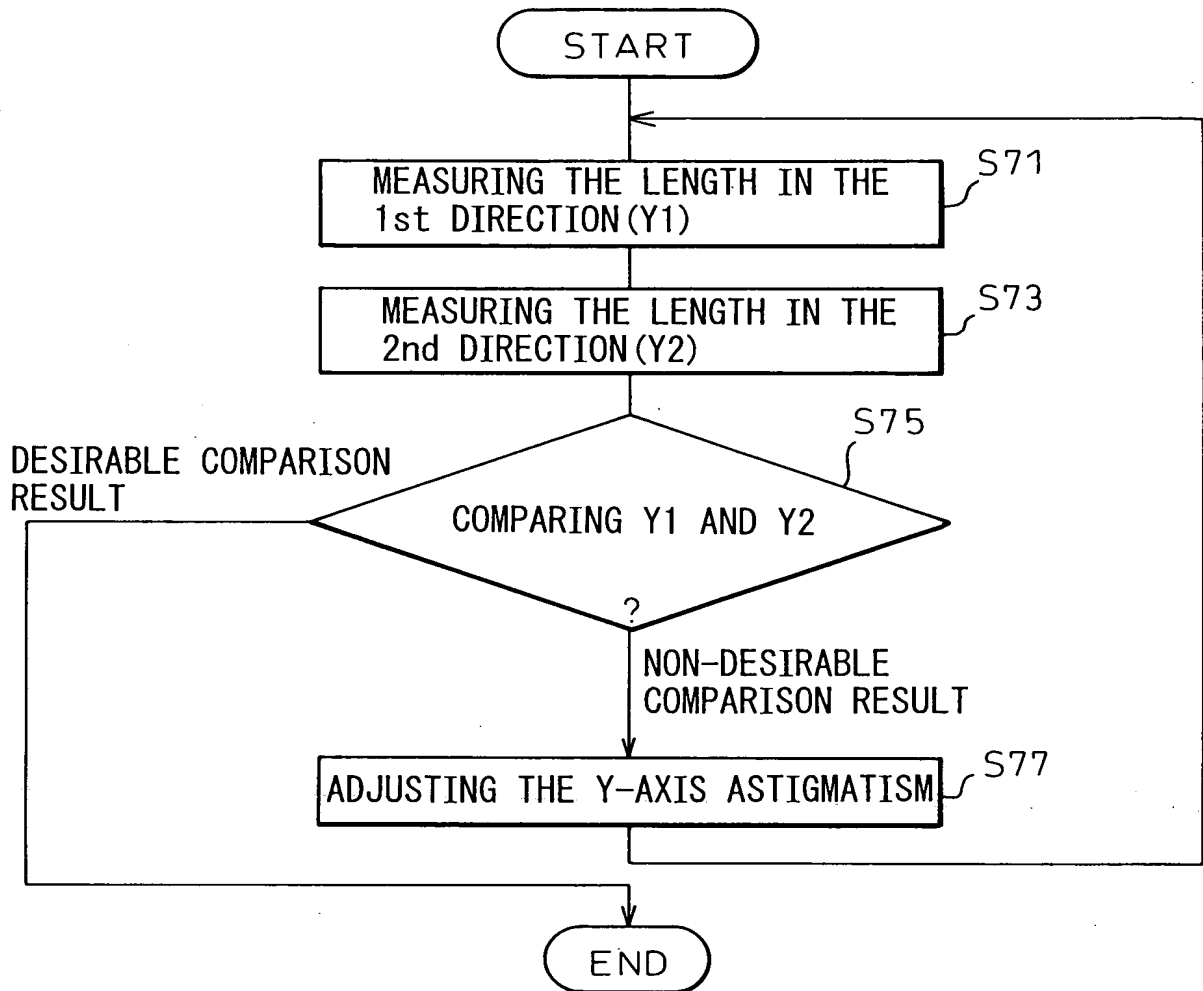 START
MEASURING THE LENGTH IN THE
1st DIRECTION(Y1)
S71
MEASURING THE LENGTH IN THE
2nd DIRECTION(Y2)
S73
S75
DESIRABLE COMPARISON
RESULT
COMPARING Y1 AND Y2
?
NON-DESIRABLE
COMPARISON RESULT
ADJUSTING THE Y-AXIS ASTIGMATISM
S77
END